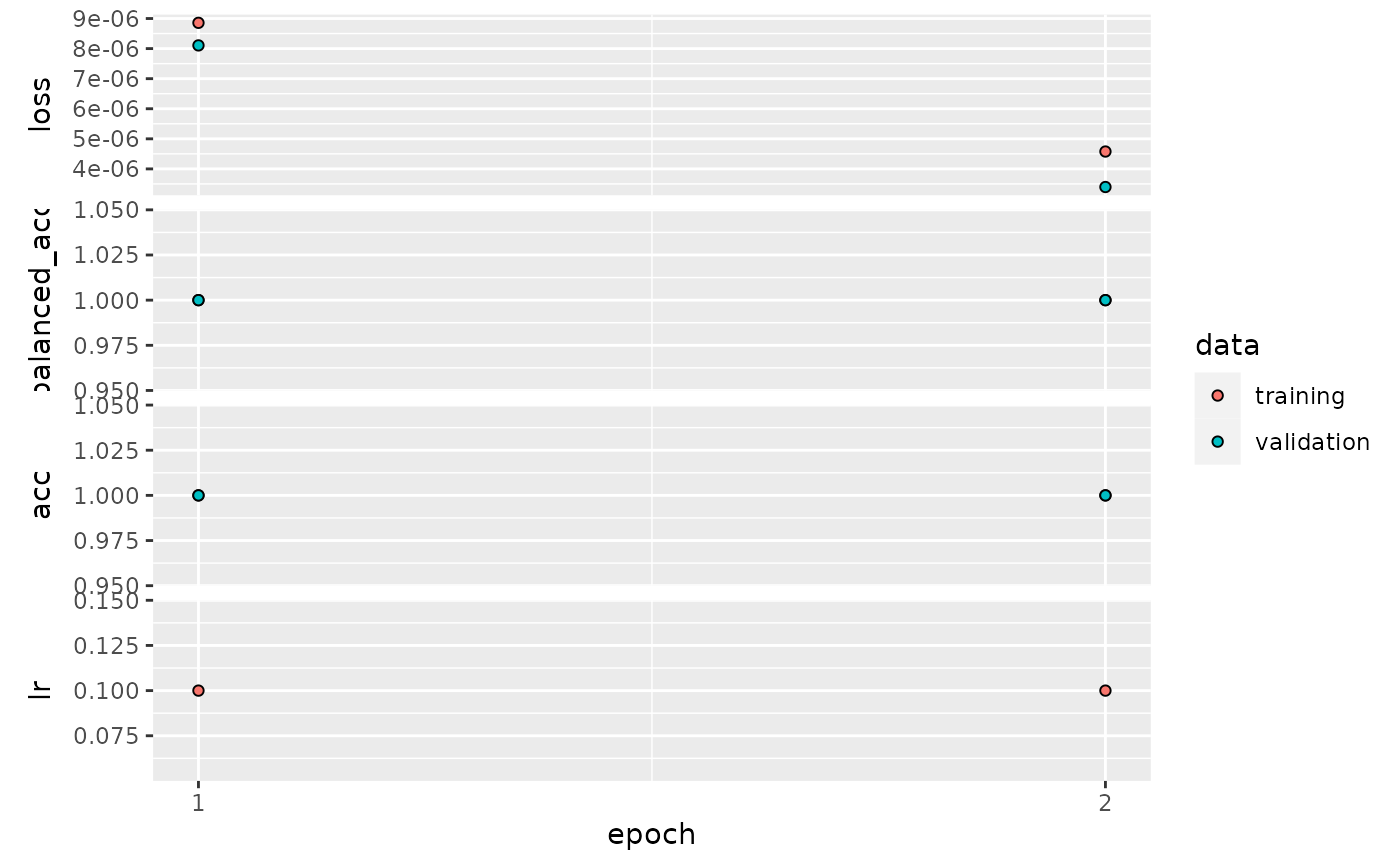 9e-06
8e-06
7e-06
6e-06
5e-06
4e-06
loss
1.050
1.025
1.000
0.975
0.950
balanced_acc
1.050
1.025
1.000
0.975
0.950
acc
0.150
0.125
0.100
0.075
lr
1 2
epoch
data
training
validation